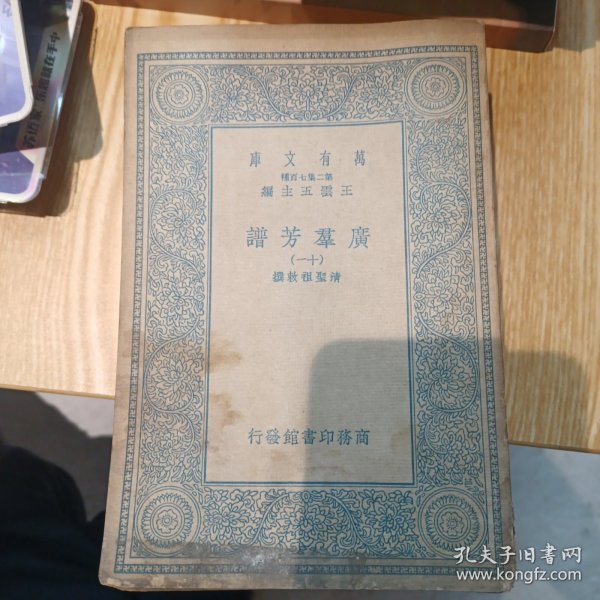 萬有文庫
第二集七百種
王雲五主編
廣羣芳譜
(十一)
清聖祖敕撰
商務印書館發行
孔夫子旧书网
www.kongfz.com